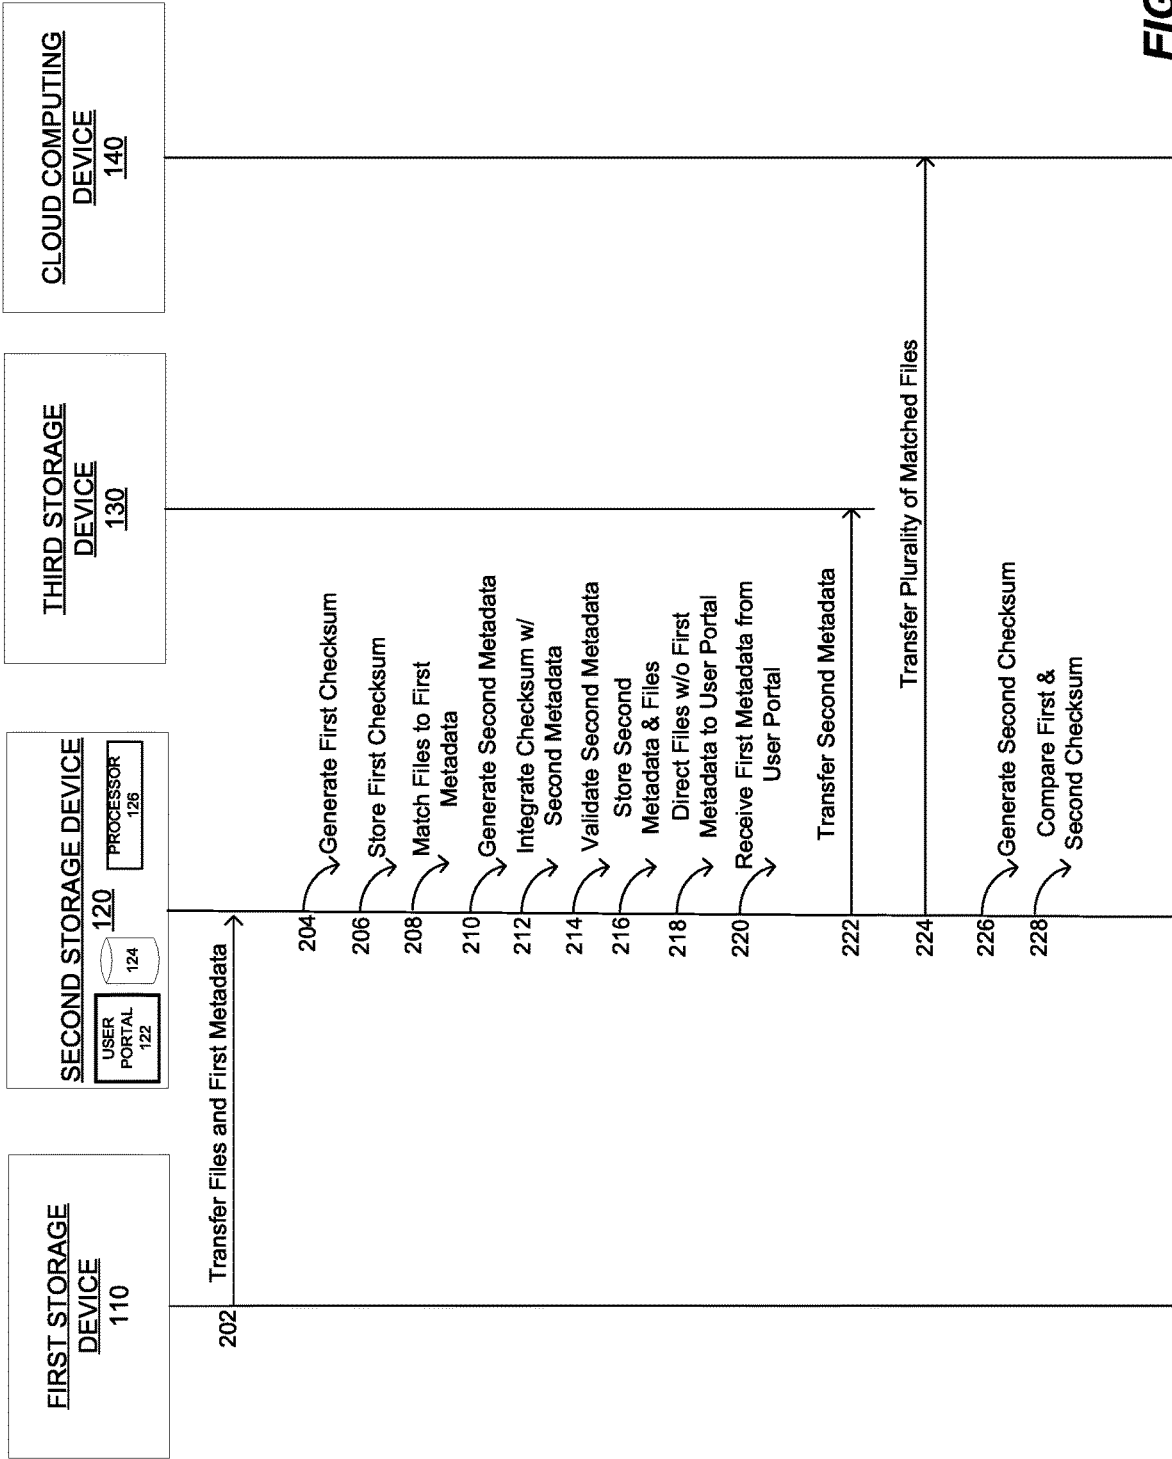 FIRST STORAGE
DEVICE
110
SECOND STORAGE DEVICE
120
USER
PORTAL
122
124
PROCESSOR
126
THIRD STORAGE
DEVICE
130
CLOUD COMPUTING
DEVICE
140
202
Transfer Files and First Metadata
204
Generate First Checksum
206
Store First Checksum
208
Match Files to First
Metadata
210
Generate Second Metadata
212
Integrate Checksum w/
Second Metadata
214
Validate Second Metadata
216
Store Second
Metadata & Files
218
Direct Files w/o First
Metadata to User Portal
220
Receive First Metadata from
User Portal
222
Transfer Second Metadata
224
Transfer Plurality of Matched Files
226
Generate Second Checksum
228
Compare First &
Second Checksum
FIG